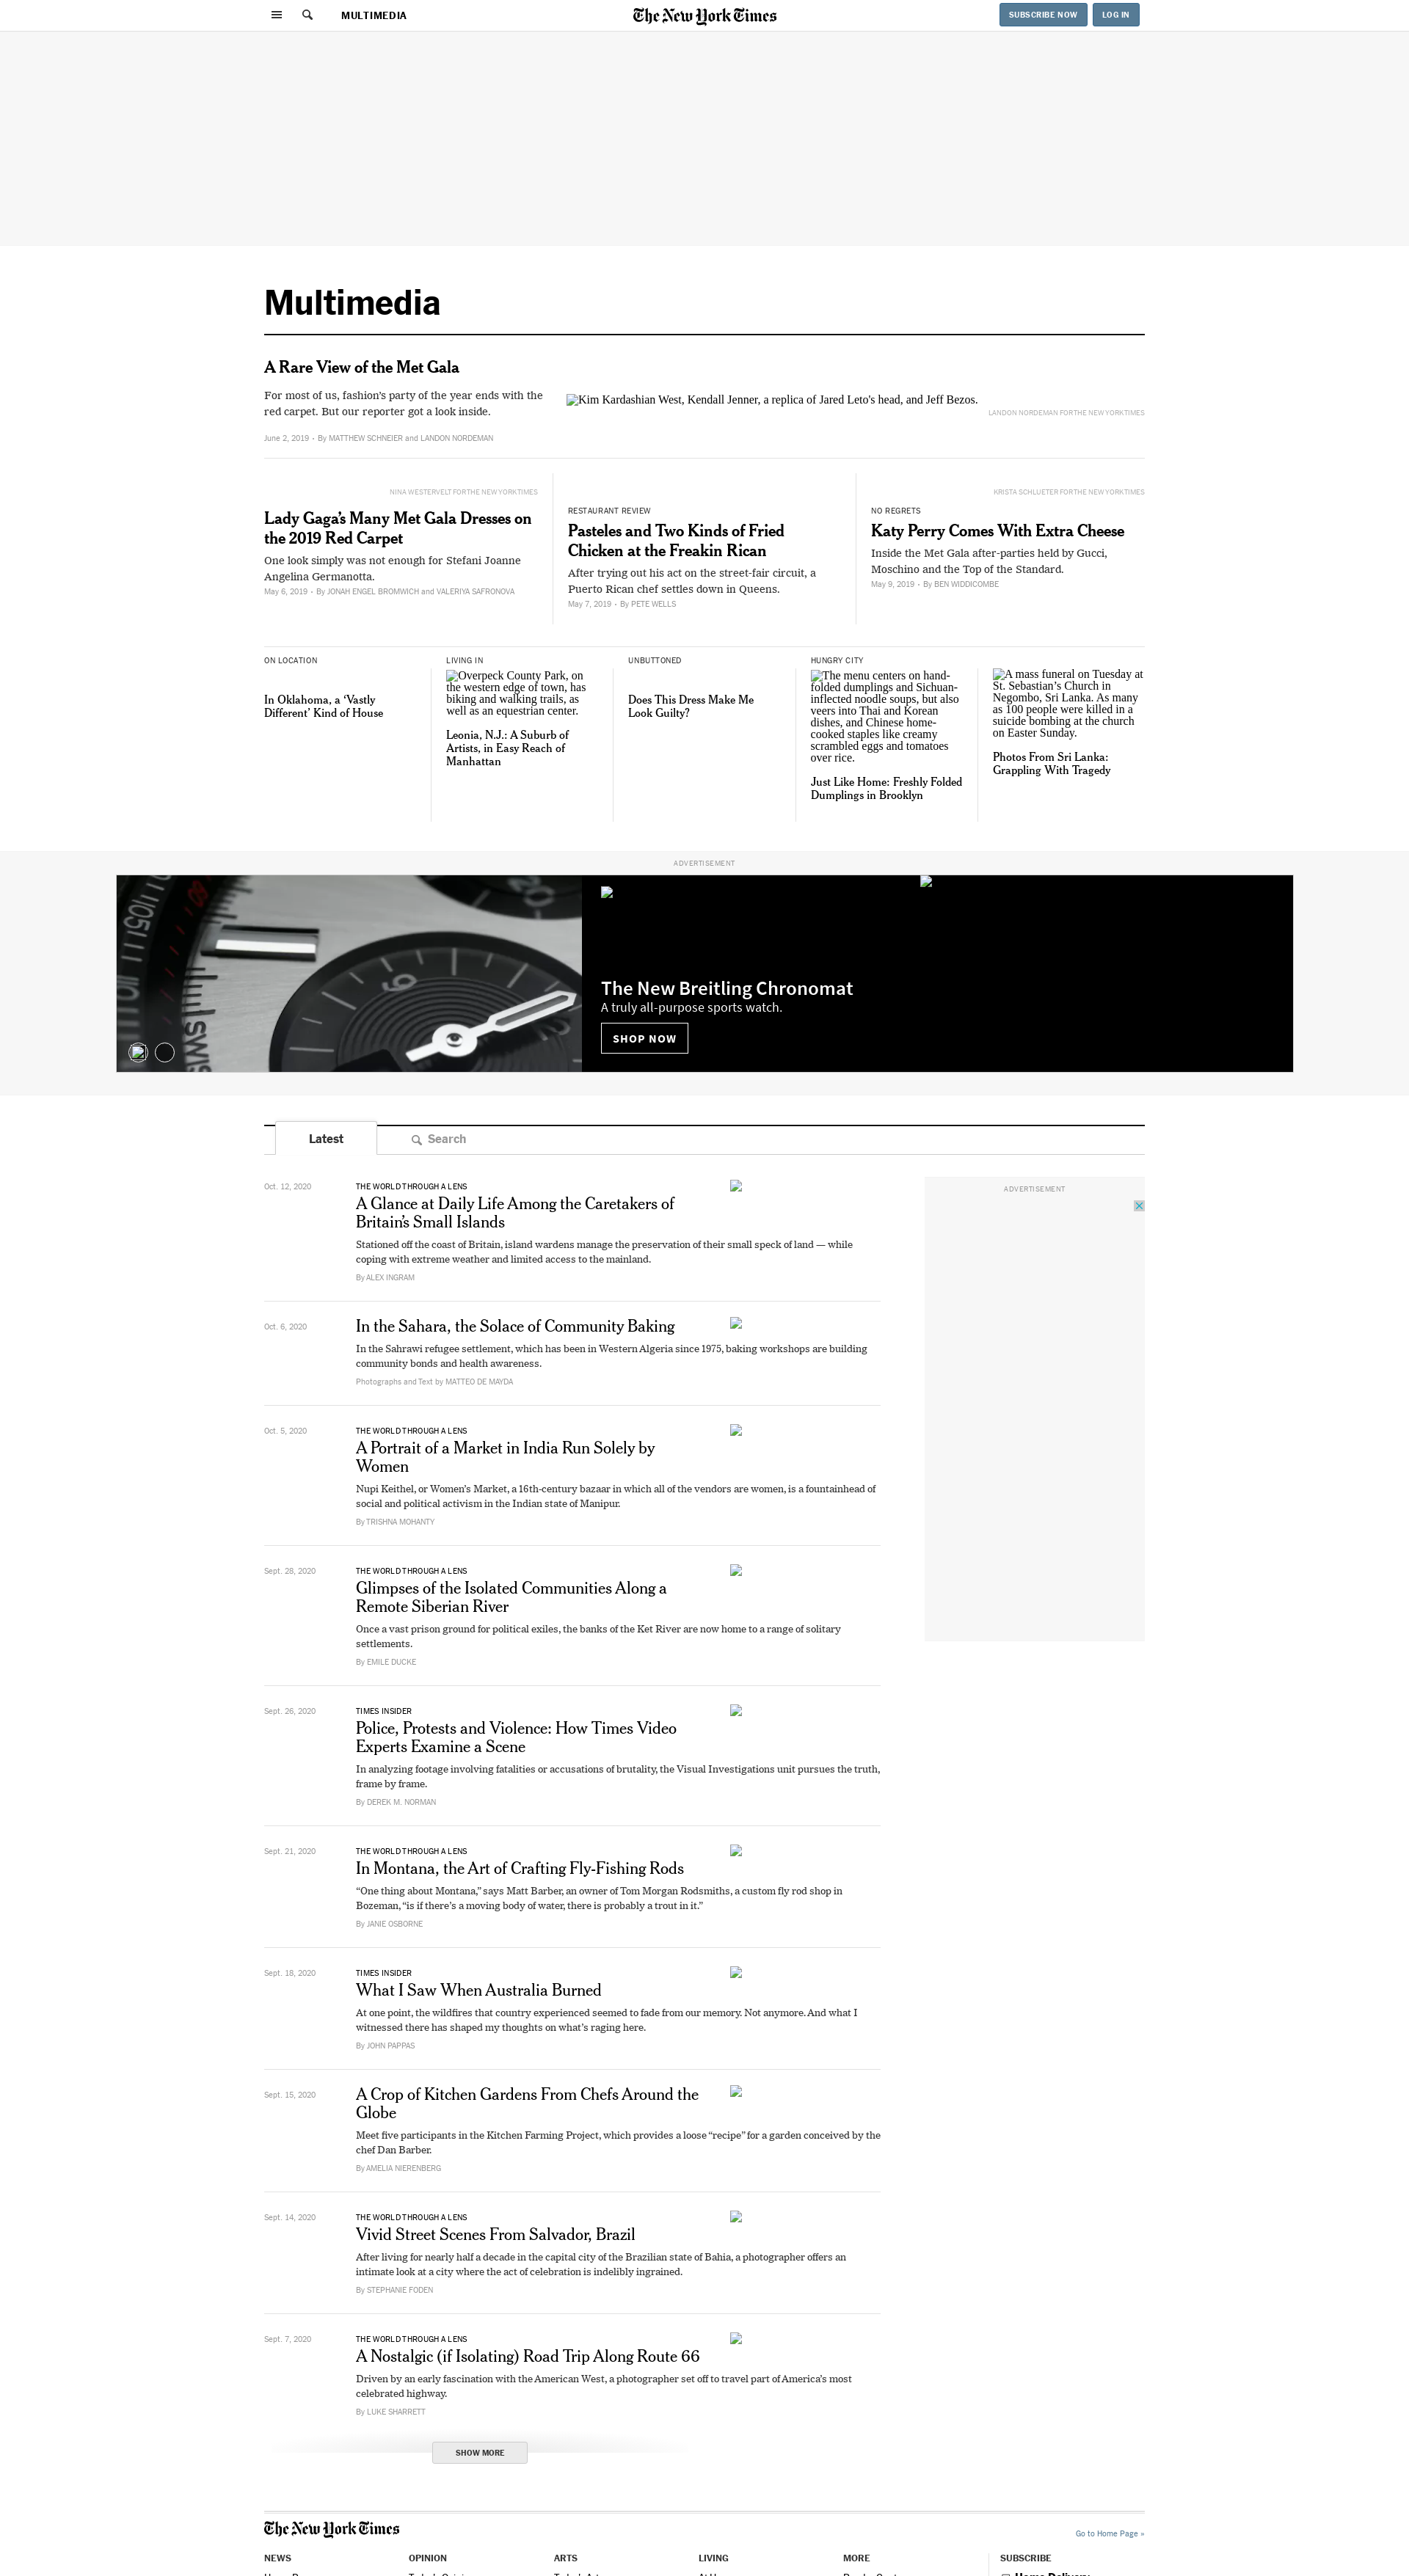 MULTIMEDIA
The New York Times
SUBSCRIBE NOW
LOG IN
Multimedia
A Rare View of the Met Gala
For most of us, fashion’s party of the year ends with the
red carpet. But our reporter got a look inside.
June 2, 2019 • By MATTHEW SCHNEIER and LANDON NORDEMAN
Kim Kardashian West, Kendall Jenner, a replica of Jared Leto's head, and Jeff Bezos.
LANDON NORDEMAN FOR THE NEW YORK TIMES
NINA WESTERVELT FOR THE NEW YORK TIMES
Lady Gaga’s Many Met Gala Dresses on
the 2019 Red Carpet
One look simply was not enough for Stefani Joanne
Angelina Germanotta.
May 6, 2019 • By JONAH ENGEL BROMWICH and VALERIYA SAFRONOVA
RESTAURANT REVIEW
Pasteles and Two Kinds of Fried
Chicken at the Freakin Rican
After trying out his act on the street-fair circuit, a
Puerto Rican chef settles down in Queens.
May 7, 2019 • By PETE WELLS
KRISTA SCHLUETER FOR THE NEW YORK TIMES
NO REGRETS
Katy Perry Comes With Extra Cheese
Inside the Met Gala after-parties held by Gucci,
Moschino and the Top of the Standard.
May 9, 2019 • By BEN WIDDICOMBE
ON LOCATION
In Oklahoma, a ‘Vastly
Different’ Kind of House
LIVING IN
Overpeck County Park, on
the western edge of town, has
biking and walking trails, as
well as an equestrian center.
Leonia, N.J.: A Suburb of
Artists, in Easy Reach of
Manhattan
UNBUTTONED
Does This Dress Make Me
Look Guilty?
HUNGRY CITY
The menu centers on hand-
folded dumplings and Sichuan-
inflected noodle soups, but also
veers into Thai and Korean
dishes, and Chinese home-
cooked staples like creamy
scrambled eggs and tomatoes
over rice.
Just Like Home: Freshly Folded
Dumplings in Brooklyn
A mass funeral on Tuesday at
St. Sebastian’s Church in
Negombo, Sri Lanka. As many
as 100 people were killed in a
suicide bombing at the church
on Easter Sunday.
Photos From Sri Lanka:
Grappling With Tragedy
ADVERTISEMENT
The New Breitling Chronomat
A truly all-purpose sports watch.
SHOP NOW
Latest
Search
ADVERTISEMENT
Oct. 12, 2020
THE WORLD THROUGH A LENS
A Glance at Daily Life Among the Caretakers of
Britain’s Small Islands
Stationed off the coast of Britain, island wardens manage the preservation of their small speck of land — while
coping with extreme weather and limited access to the mainland.
By ALEX INGRAM
Oct. 6, 2020
In the Sahara, the Solace of Community Baking
In the Sahrawi refugee settlement, which has been in Western Algeria since 1975, baking workshops are building
community bonds and health awareness.
Photographs and Text by MATTEO DE MAYDA
Oct. 5, 2020
THE WORLD THROUGH A LENS
A Portrait of a Market in India Run Solely by
Women
Nupi Keithel, or Women’s Market, a 16th-century bazaar in which all of the vendors are women, is a fountainhead of
social and political activism in the Indian state of Manipur.
By TRISHNA MOHANTY
Sept. 28, 2020
THE WORLD THROUGH A LENS
Glimpses of the Isolated Communities Along a
Remote Siberian River
Once a vast prison ground for political exiles, the banks of the Ket River are now home to a range of solitary
settlements.
By EMILE DUCKE
Sept. 26, 2020
TIMES INSIDER
Police, Protests and Violence: How Times Video
Experts Examine a Scene
In analyzing footage involving fatalities or accusations of brutality, the Visual Investigations unit pursues the truth,
frame by frame.
By DEREK M. NORMAN
Sept. 21, 2020
THE WORLD THROUGH A LENS
In Montana, the Art of Crafting Fly-Fishing Rods
“One thing about Montana,” says Matt Barber, an owner of Tom Morgan Rodsmiths, a custom fly rod shop in
Bozeman, “is if there’s a moving body of water, there is probably a trout in it.”
By JANIE OSBORNE
Sept. 18, 2020
TIMES INSIDER
What I Saw When Australia Burned
At one point, the wildfires that country experienced seemed to fade from our memory. Not anymore. And what I
witnessed there has shaped my thoughts on what’s raging here.
By JOHN PAPPAS
Sept. 15, 2020
A Crop of Kitchen Gardens From Chefs Around the
Globe
Meet five participants in the Kitchen Farming Project, which provides a loose “recipe” for a garden conceived by the
chef Dan Barber.
By AMELIA NIERENBERG
Sept. 14, 2020
THE WORLD THROUGH A LENS
Vivid Street Scenes From Salvador, Brazil
After living for nearly half a decade in the capital city of the Brazilian state of Bahia, a photographer offers an
intimate look at a city where the act of celebration is indelibly ingrained.
By STEPHANIE FODEN
Sept. 7, 2020
THE WORLD THROUGH A LENS
A Nostalgic (if Isolating) Road Trip Along Route 66
Driven by an early fascination with the American West, a photographer set off to travel part of America’s most
celebrated highway.
By LUKE SHARRETT
SHOW MORE
The New York Times
Go to Home Page »
NEWS
OPINION
ARTS
LIVING
MORE
SUBSCRIBE